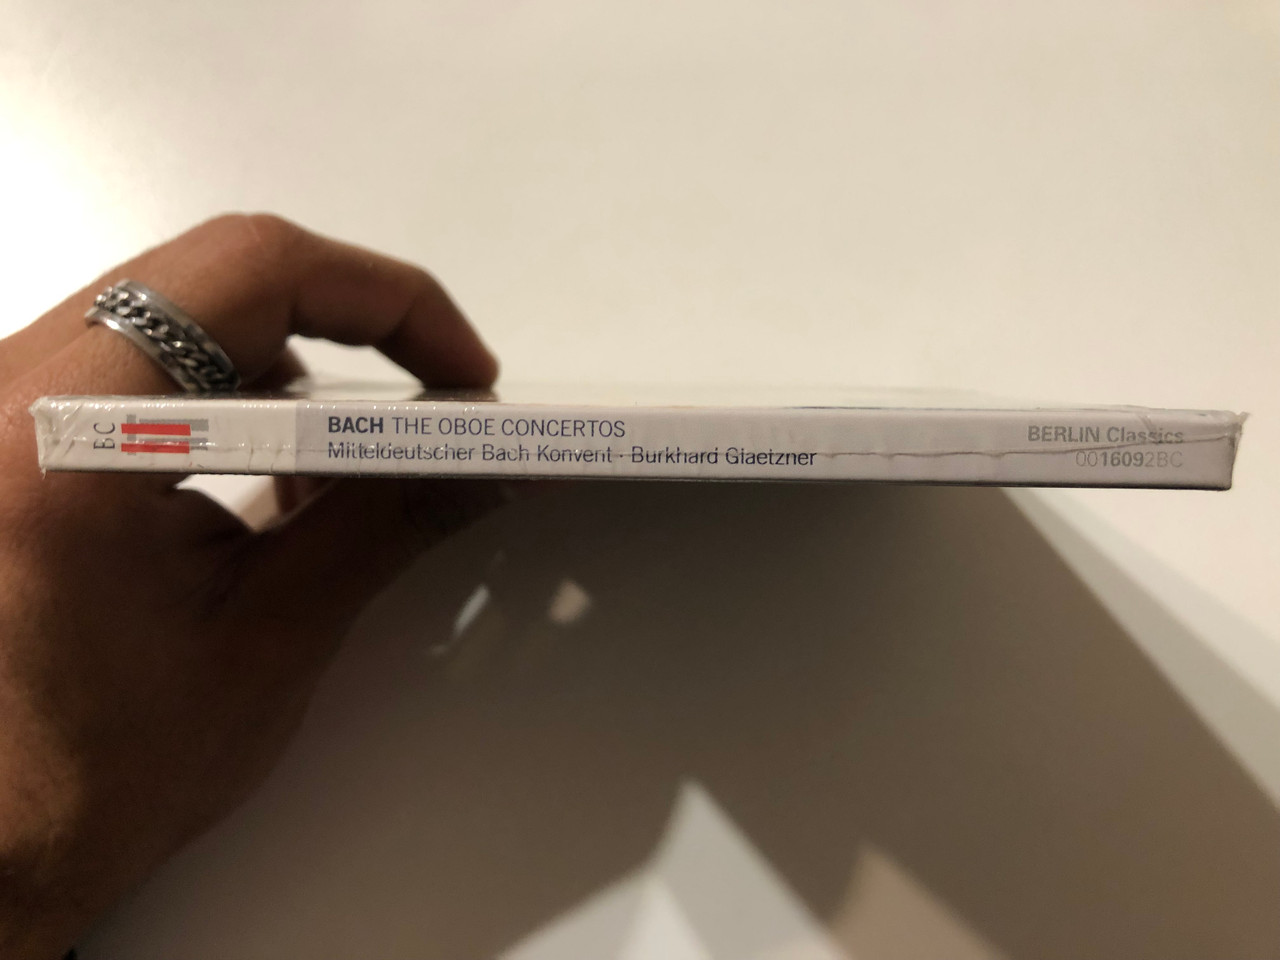 BC
BACH THE OBOE CONCERTOS
Mitteldeutscher Bach Konvent · Burkhard Glaetzner
BERLIN Classics
0016092BC